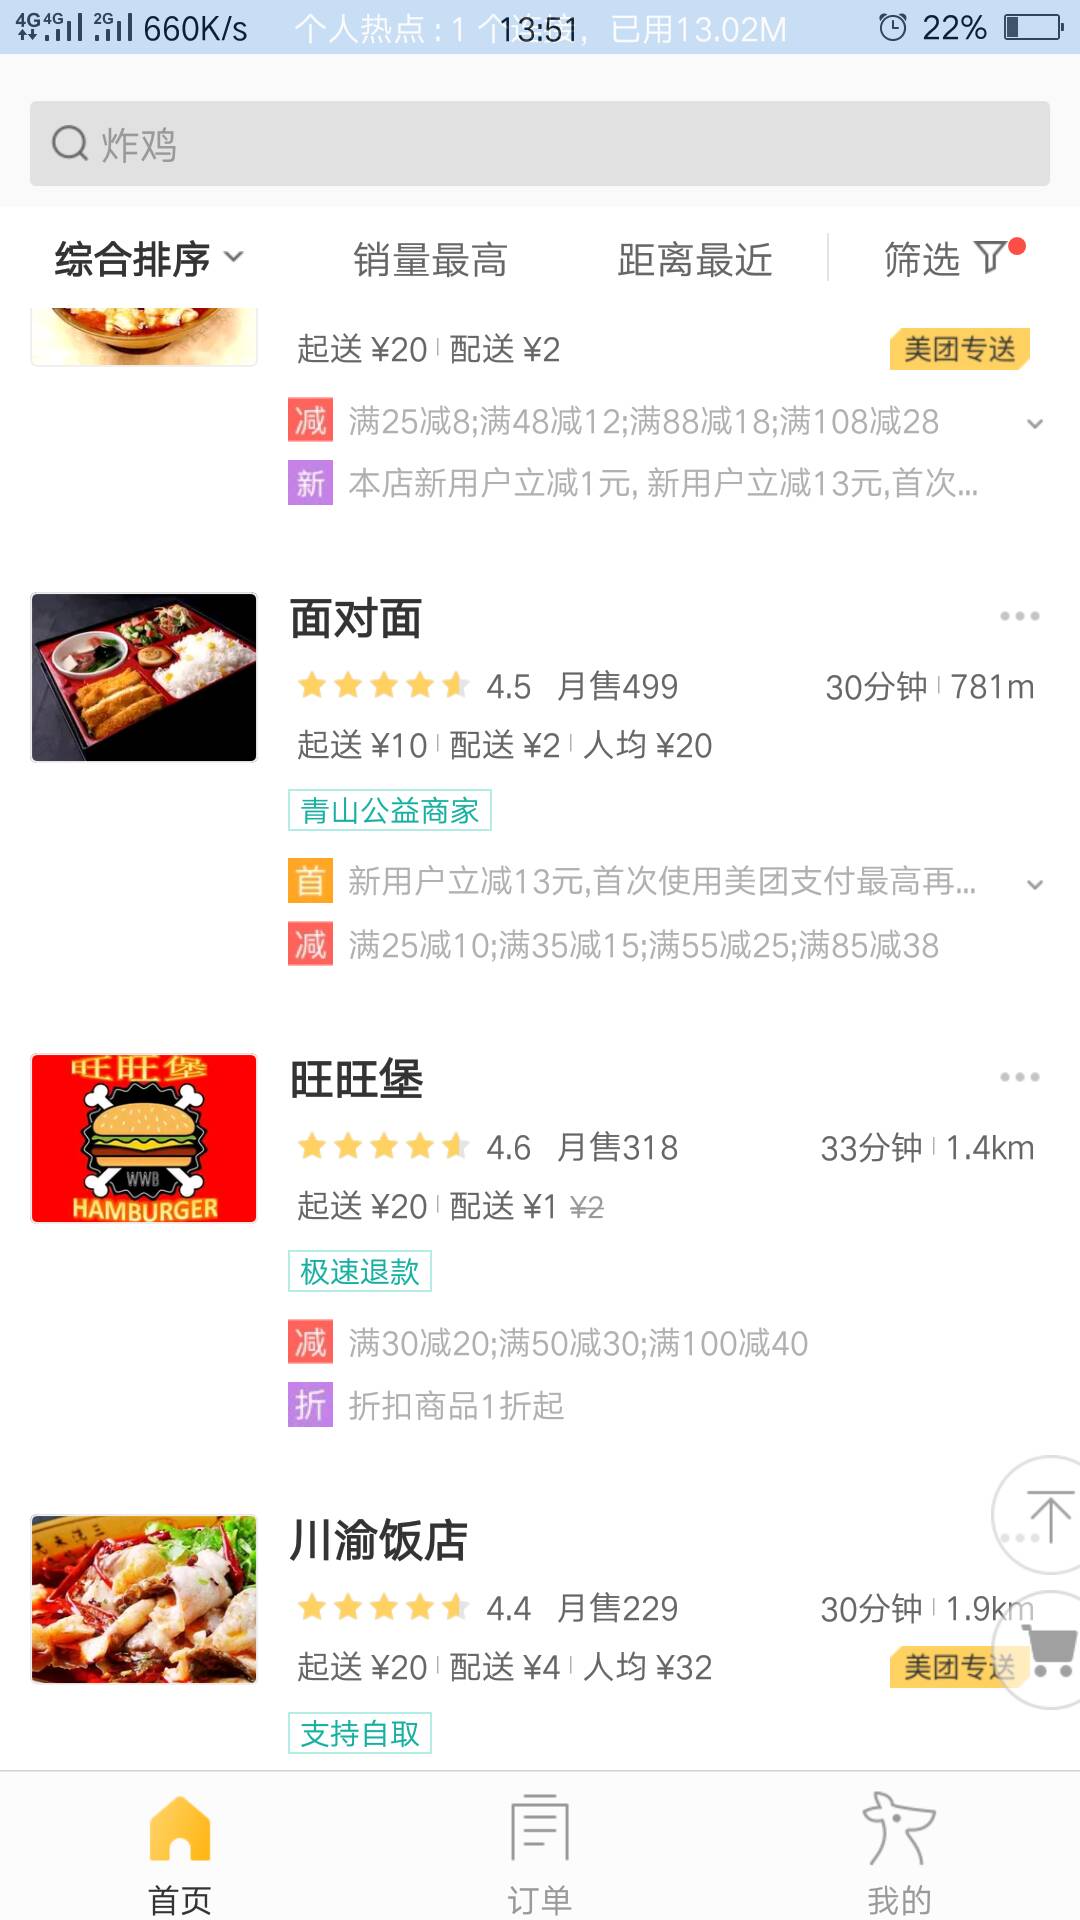 4G 4G 2G 660K/s 个人热点：1 个连接，已用13.02M 13:51 22%
炸鸡
综合排序 销量最高 距离最近 筛选
起送 ¥20 配送 ¥2 美团专送
减 满25减8;满48减12;满88减18;满108减28
新 本店新用户立减1元, 新用户立减13元,首次...
面对面
4.5 月售499 30分钟 781m
起送 ¥10 配送 ¥2 人均 ¥20
青山公益商家
首 新用户立减13元,首次使用美团支付最高再...
减 满25减10;满35减15;满55减25;满85减38
旺旺堡
WWB
HAMBURGER
旺旺堡
4.6 月售318 33分钟 1.4km
起送 ¥20 配送 ¥1 ¥2
极速退款
减 满30减20;满50减30;满100减40
折 折扣商品1折起
川渝饭店
4.4 月售229 30分钟 1.9km
起送 ¥20 配送 ¥4 人均 ¥32 美团专送
支持自取
首页 订单 我的